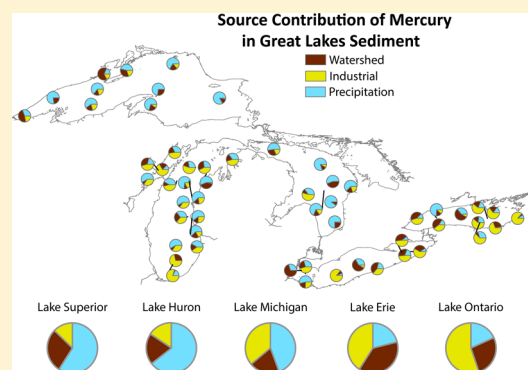 Source Contribution of Mercury
in Great Lakes Sediment
Watershed
Industrial
Precipitation
Lake Superior Lake Huron Lake Michigan Lake Erie Lake Ontario